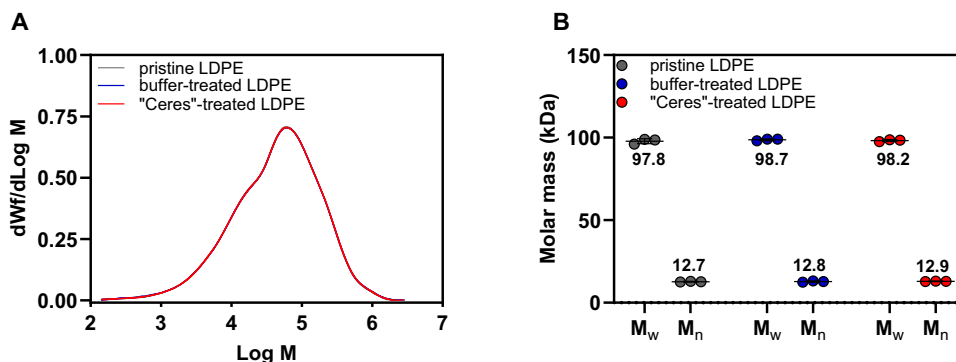 A
dWf/dLog M
1.00
0.75
0.50
0.25
0.00
pristine LDPE
buffer-treated LDPE
"Ceres"-treated LDPE
2 3 4 5 6 7
Log M
B
Molar mass (kDa)
150
100
50
0
pristine LDPE
buffer-treated LDPE
"Ceres"-treated LDPE
97.8 98.7 98.2
12.7 12.8 12.9
Mw Mn Mw Mn Mw Mn